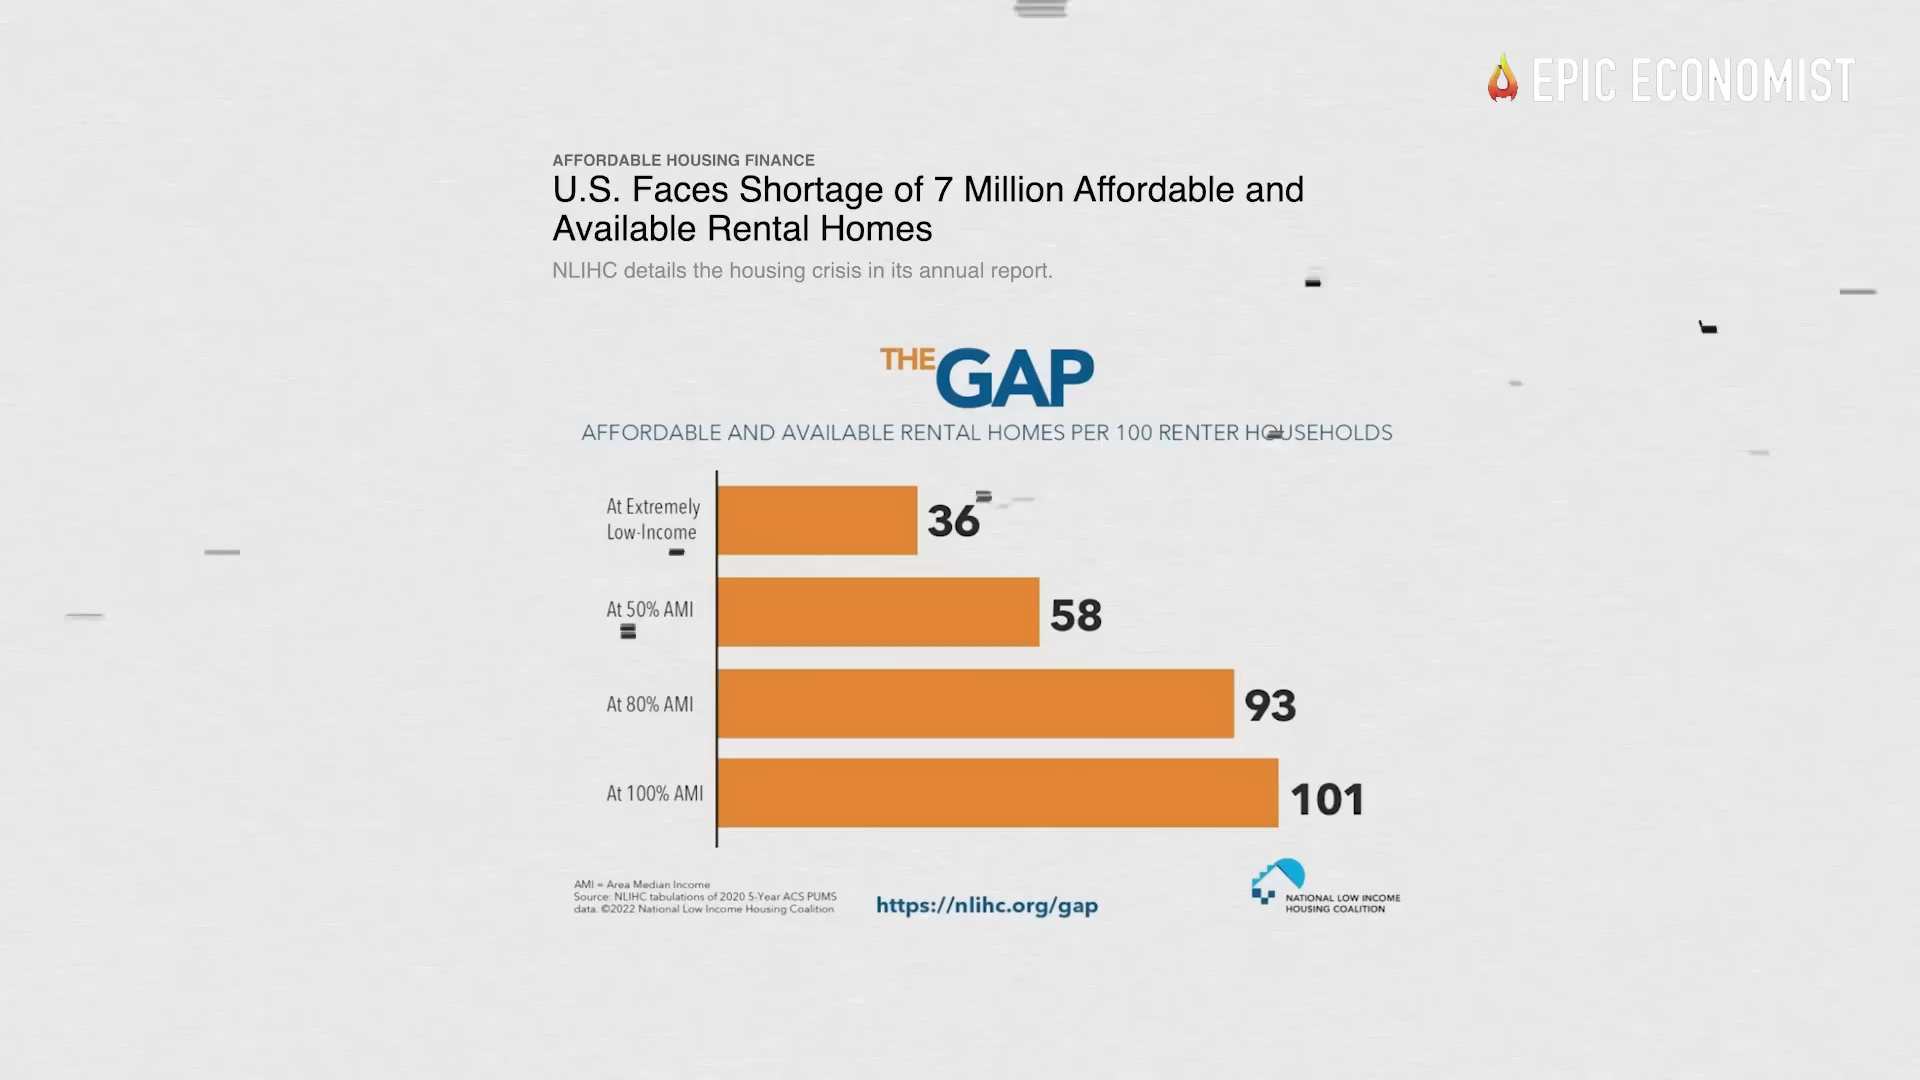 EPIC ECONOMIST
AFFORDABLE HOUSING FINANCE
U.S. Faces Shortage of 7 Million Affordable and
Available Rental Homes
NLIHC details the housing crisis in its annual report.
THE GAP
AFFORDABLE AND AVAILABLE RENTAL HOMES PER 100 RENTER HOUSEHOLDS
At Extremely
Low-Income
36
At 50% AMI
58
At 80% AMI
93
At 100% AMI
101
AMI = Area Median Income
Source: NLIHC tabulations of 2020 5-Year ACS PUMS
data. ©2022 National Low Income Housing Coalition
https://nlihc.org/gap
NATIONAL LOW INCOME
HOUSING COALITION